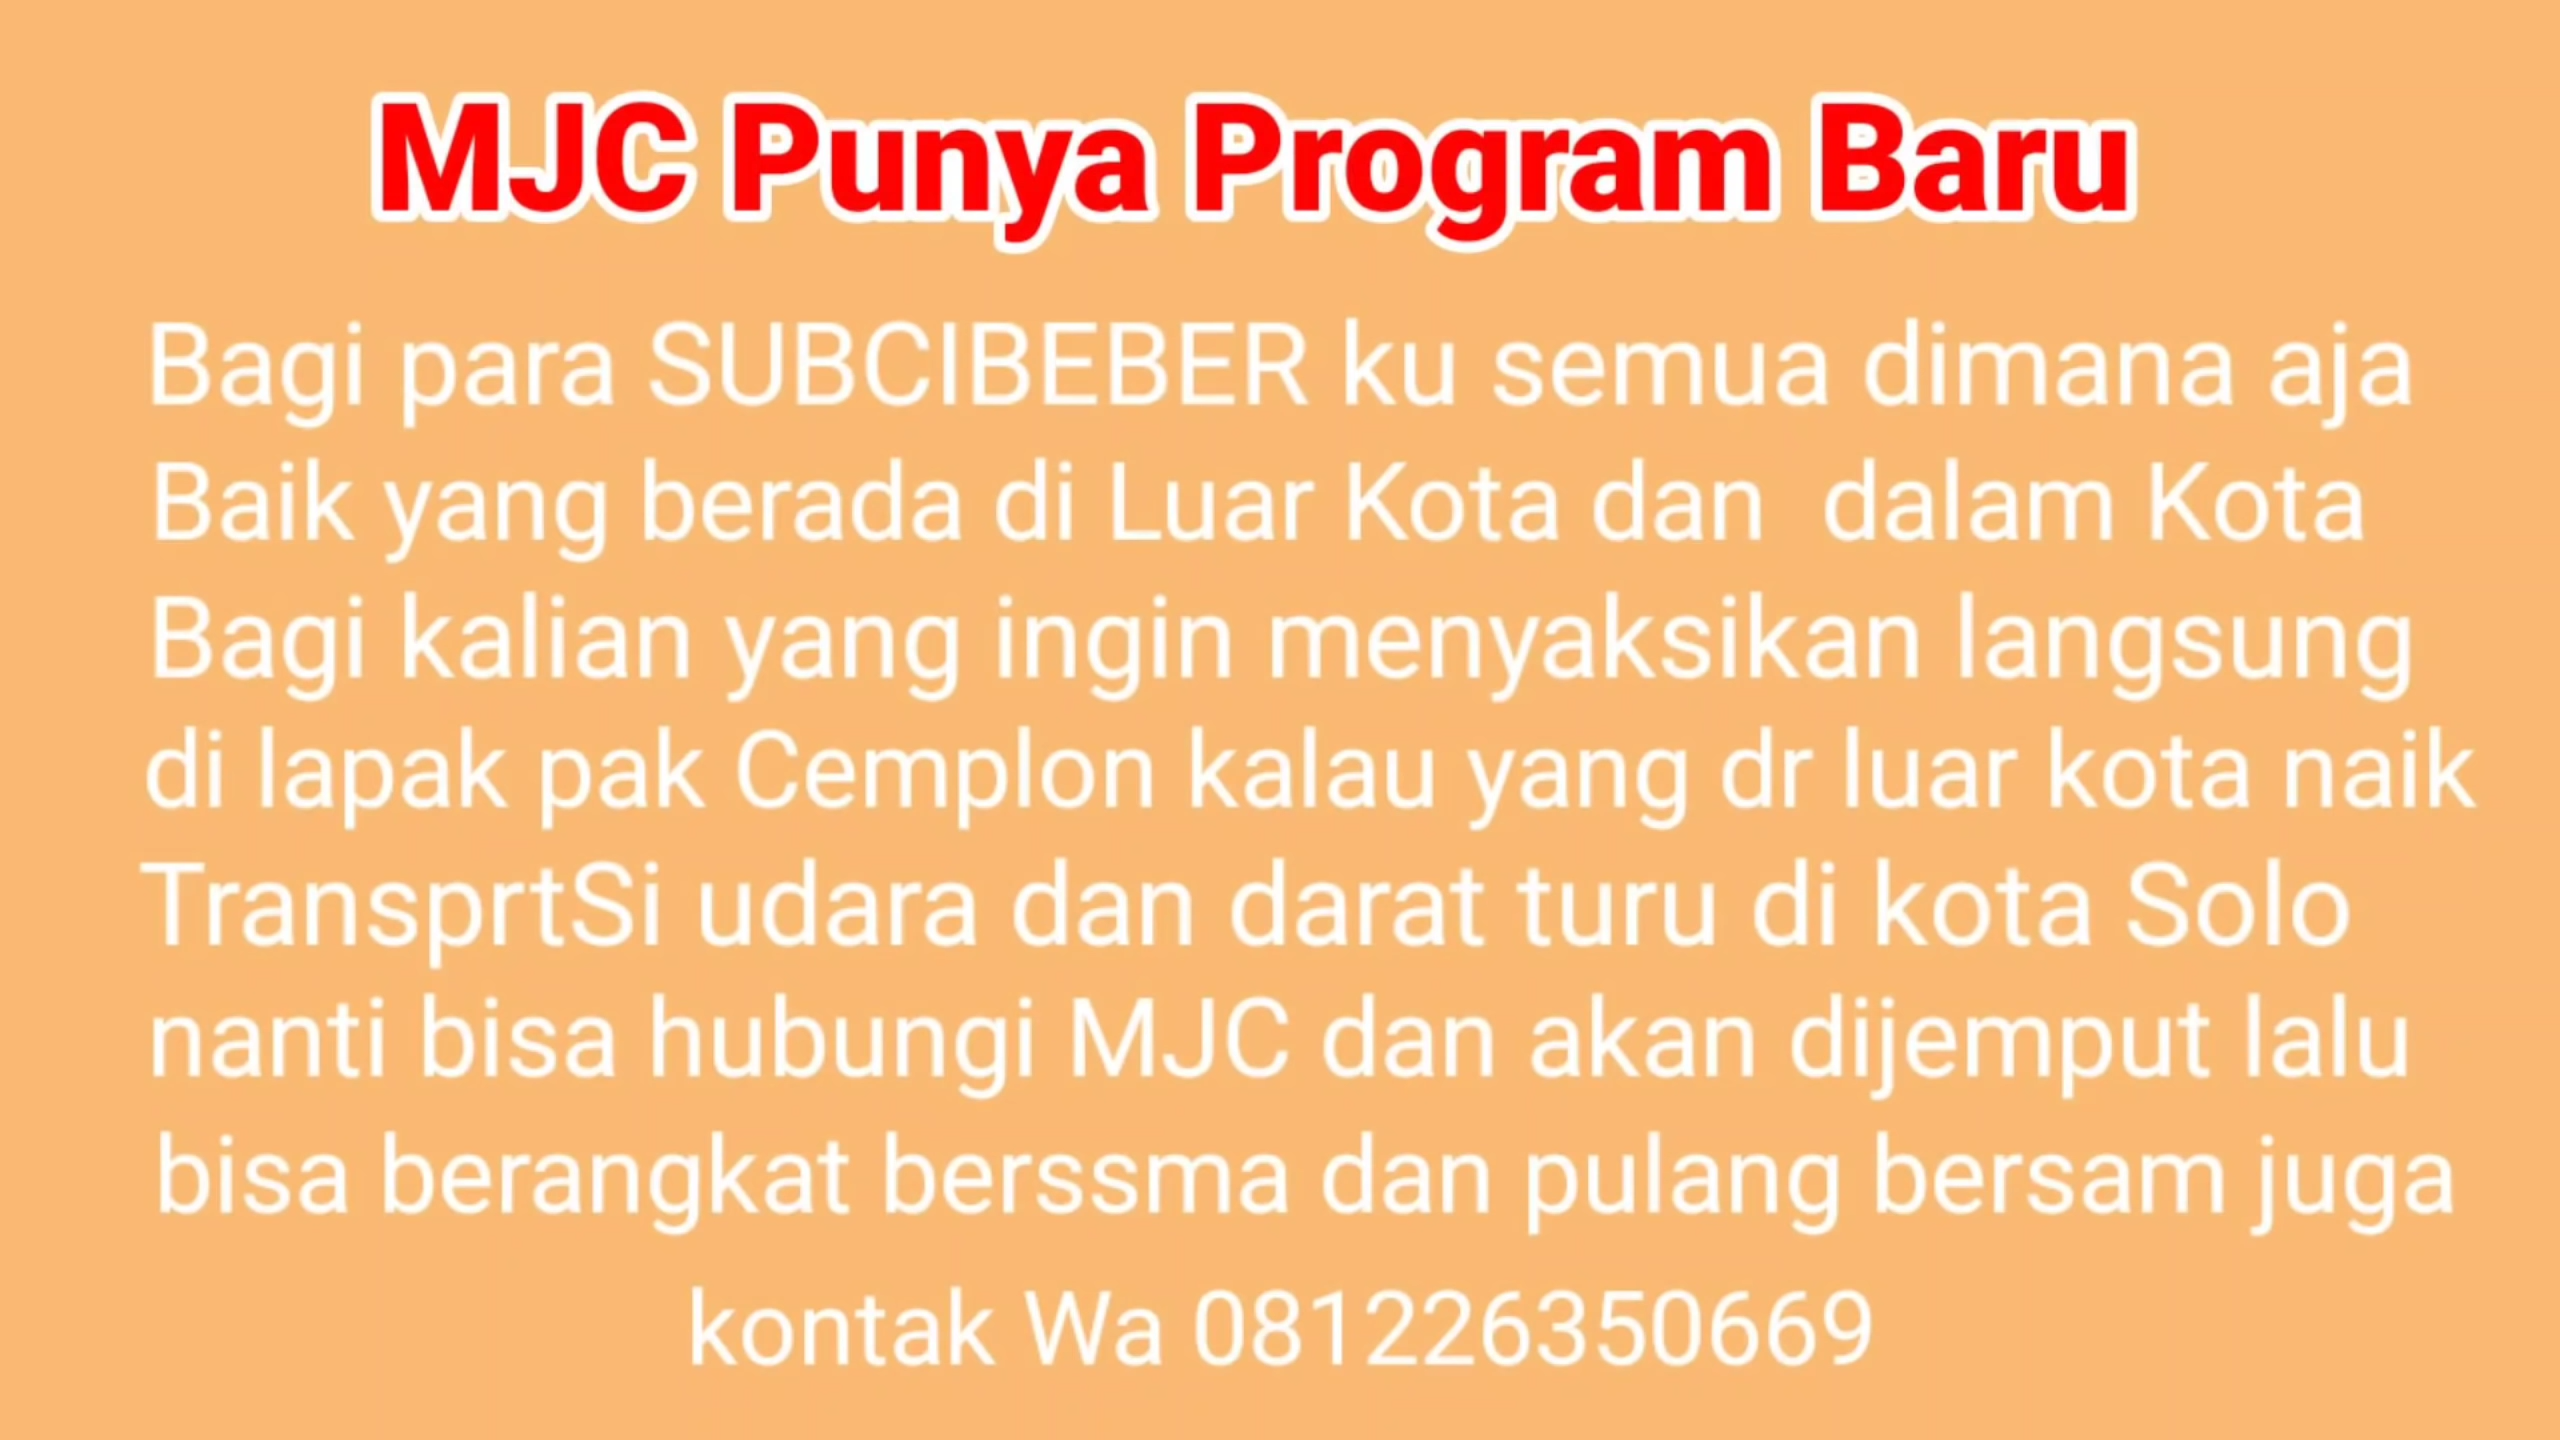 MJC Punya Program Baru
Bagi para SUBCIBEBER ku semua dimana aja
Baik yang berada di Luar Kota dan  dalam Kota
Bagi kalian yang ingin menyaksikan langsung
di lapak pak Cemplon kalau yang dr luar kota naik
TransprtSi udara dan darat turu di kota Solo
nanti bisa hubungi MJC dan akan dijemput lalu
bisa berangkat berssma dan pulang bersam juga
kontak Wa 081226350669